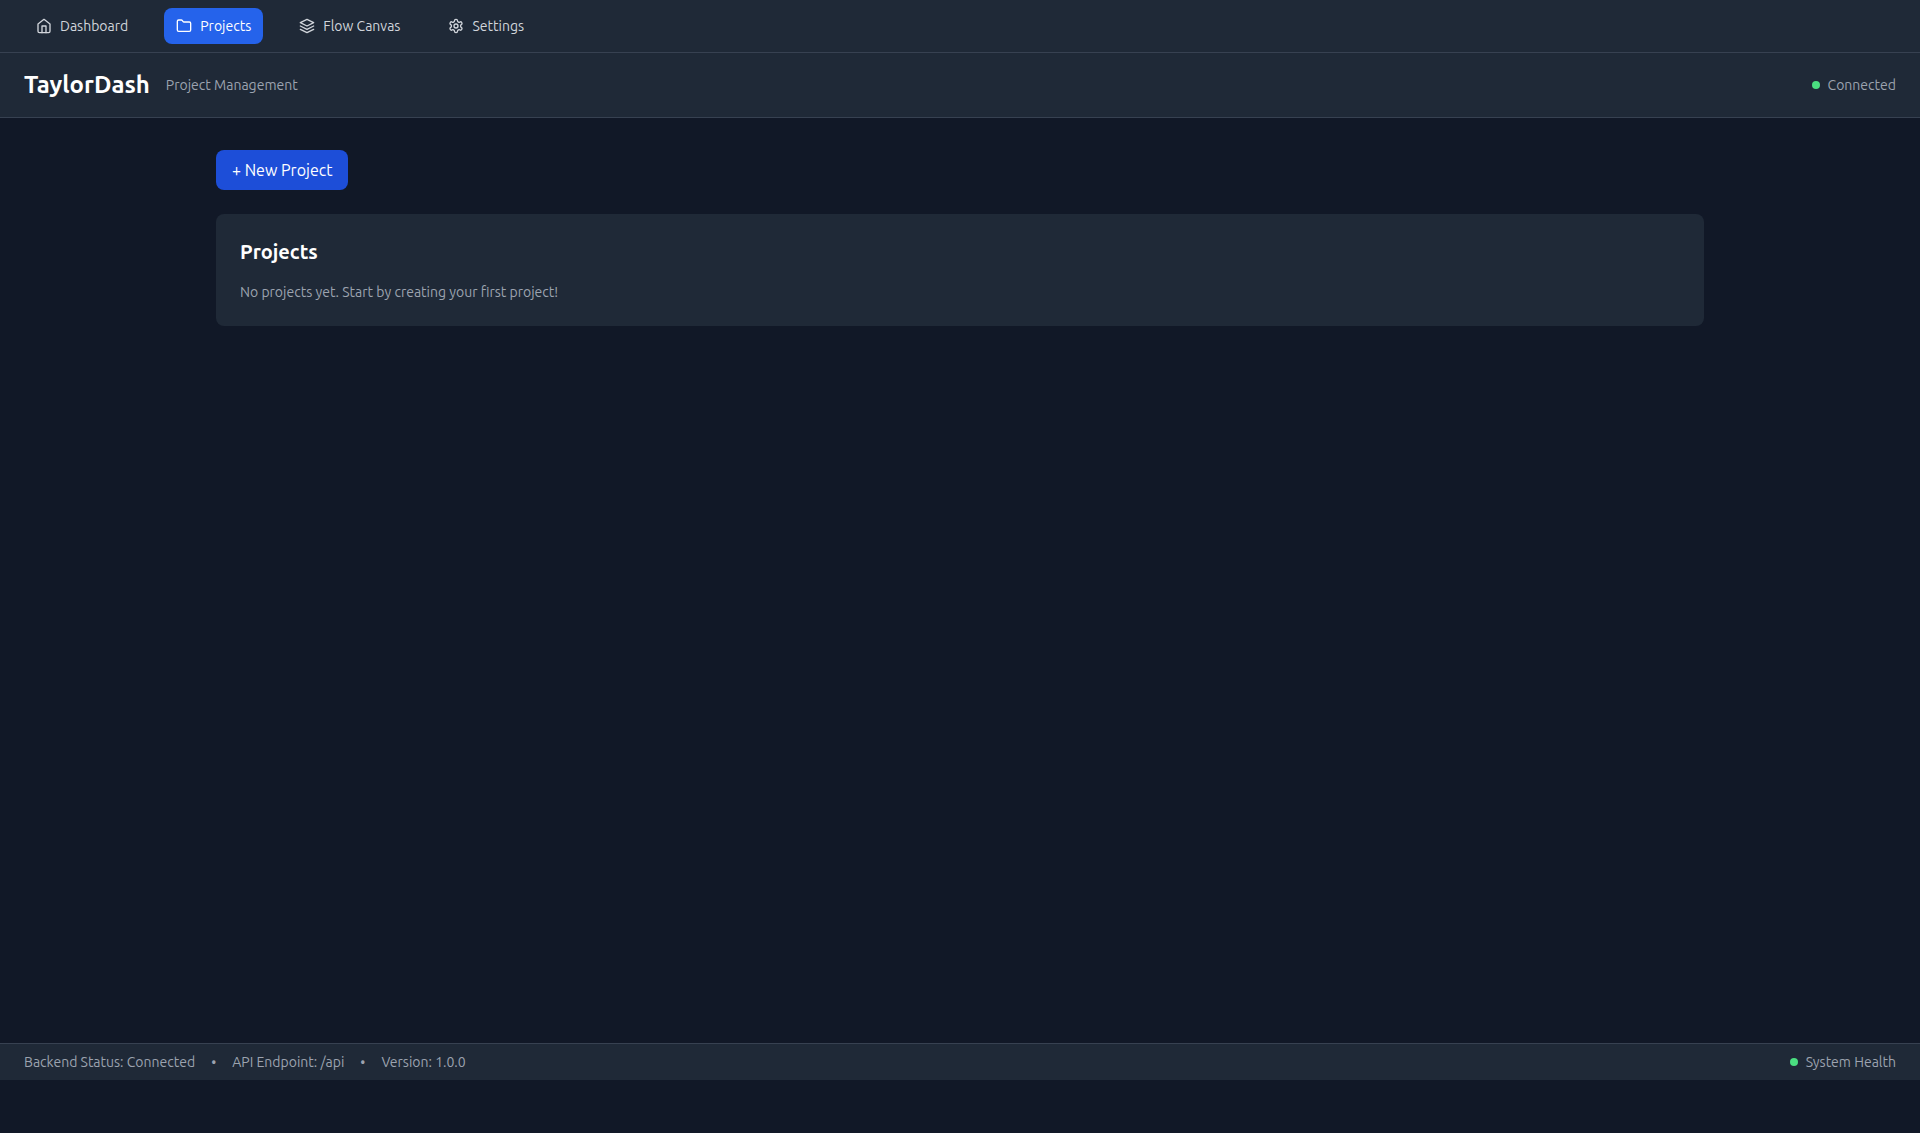 Dashboard Projects Flow Canvas Settings
TaylorDash Project Management Connected
+ New Project
Projects
No projects yet. Start by creating your first project!
Backend Status: Connected • API Endpoint: /api • Version: 1.0.0 System Health